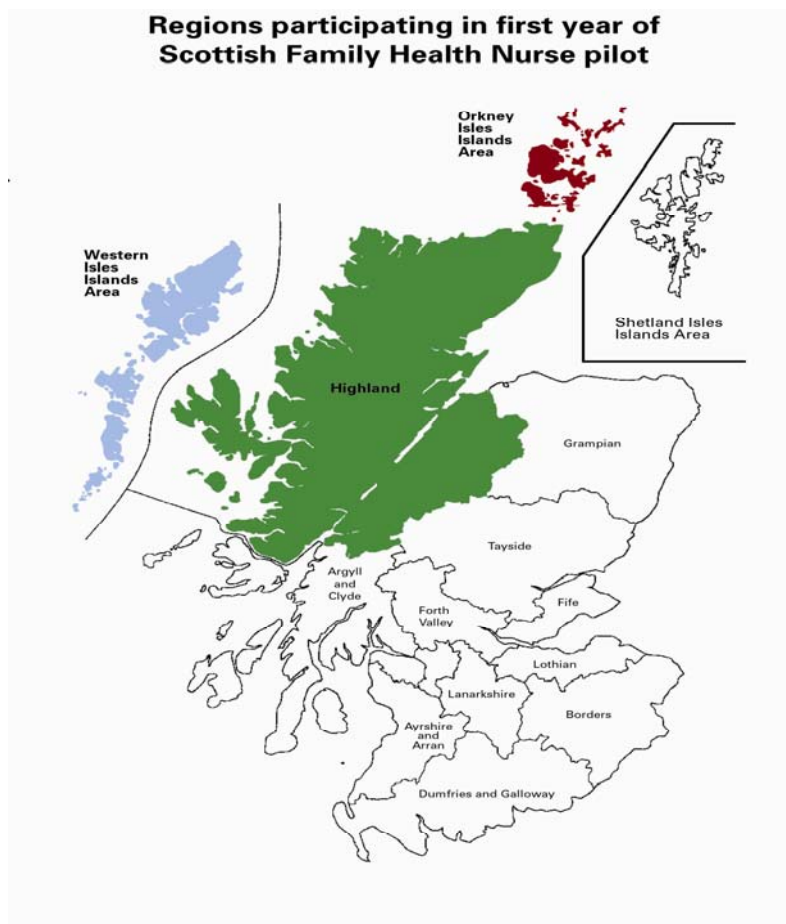 Regions participating in first year of
Scottish Family Health Nurse pilot
Orkney
Isles
Islands
Area
Western
Isles
Islands
Area
Shetland Isles
Islands Area
Highland
Grampian
Tayside
Argyll
and
Clyde
Fife
Forth
Valley
Lothian
Lanarkshire
Borders
Ayrshire
and
Arran
Dumfries and Galloway